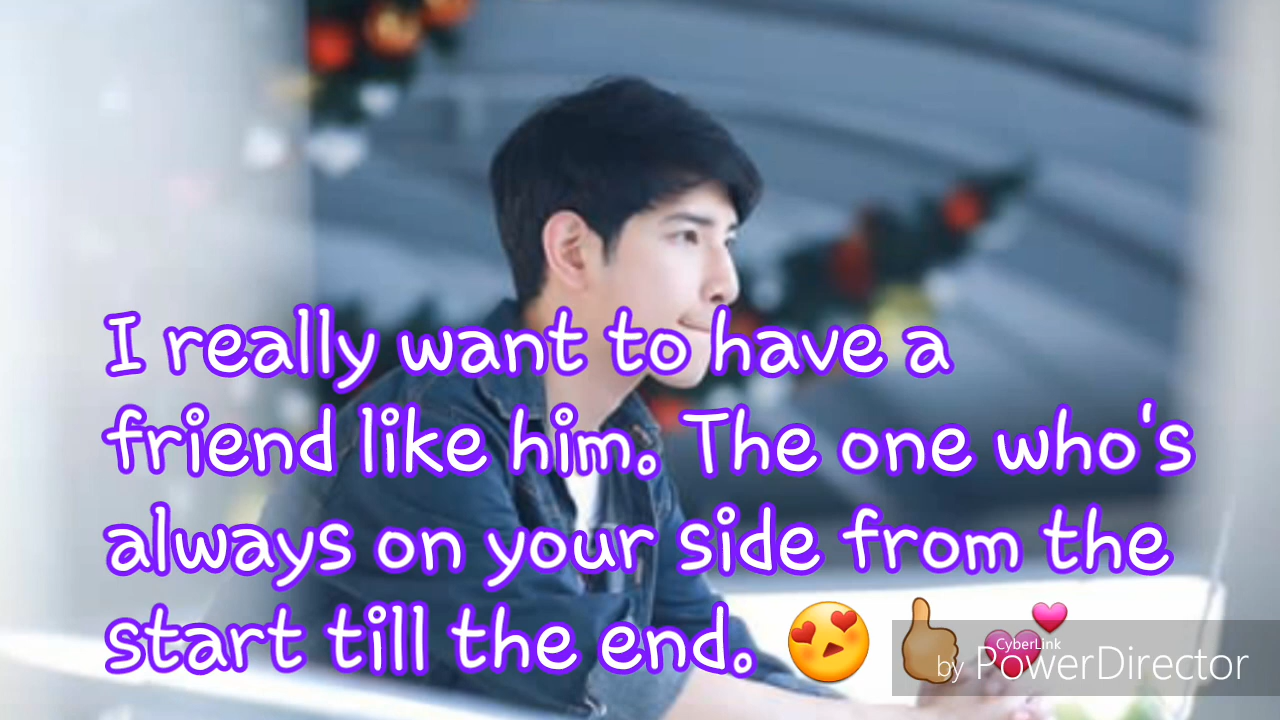 I really want to have a
friend like him. The one who's
always on your side from the
start till the end. 😍 👍🏾 💕
CyberLink
by PowerDirector